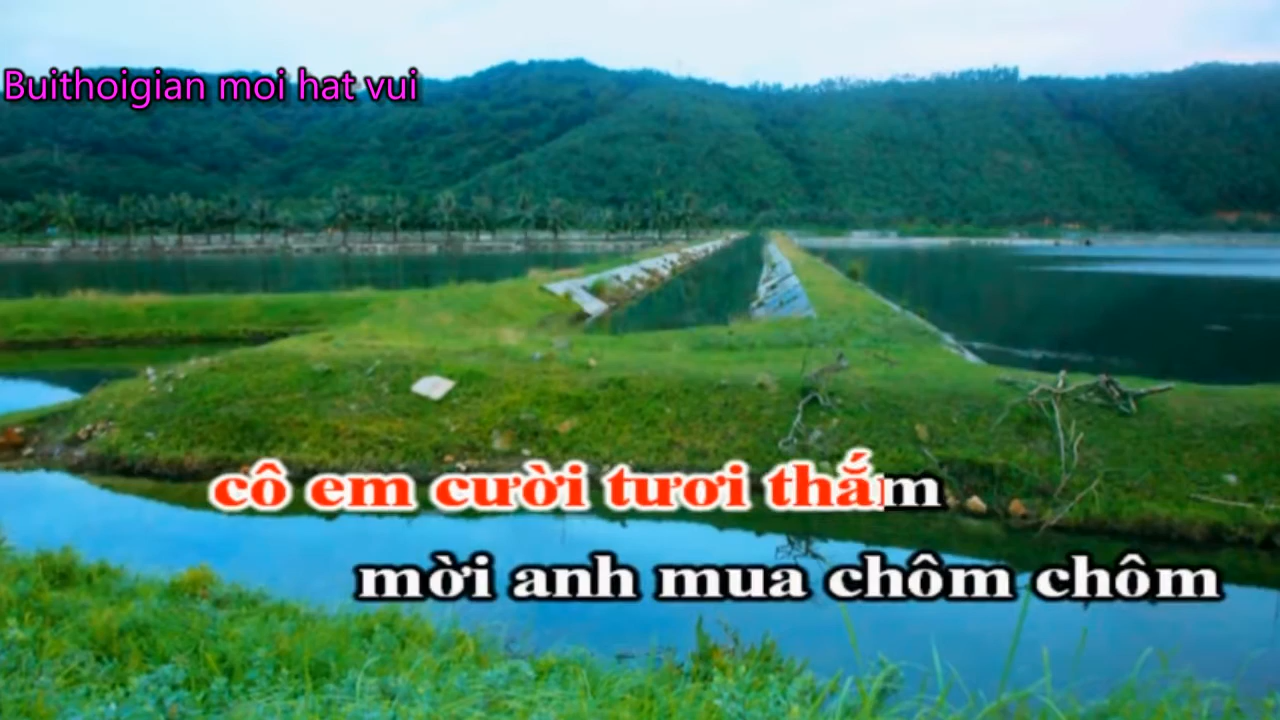 Buithoigian moi hat vui
cô em cười tươi thắm
mời anh mua chôm chôm